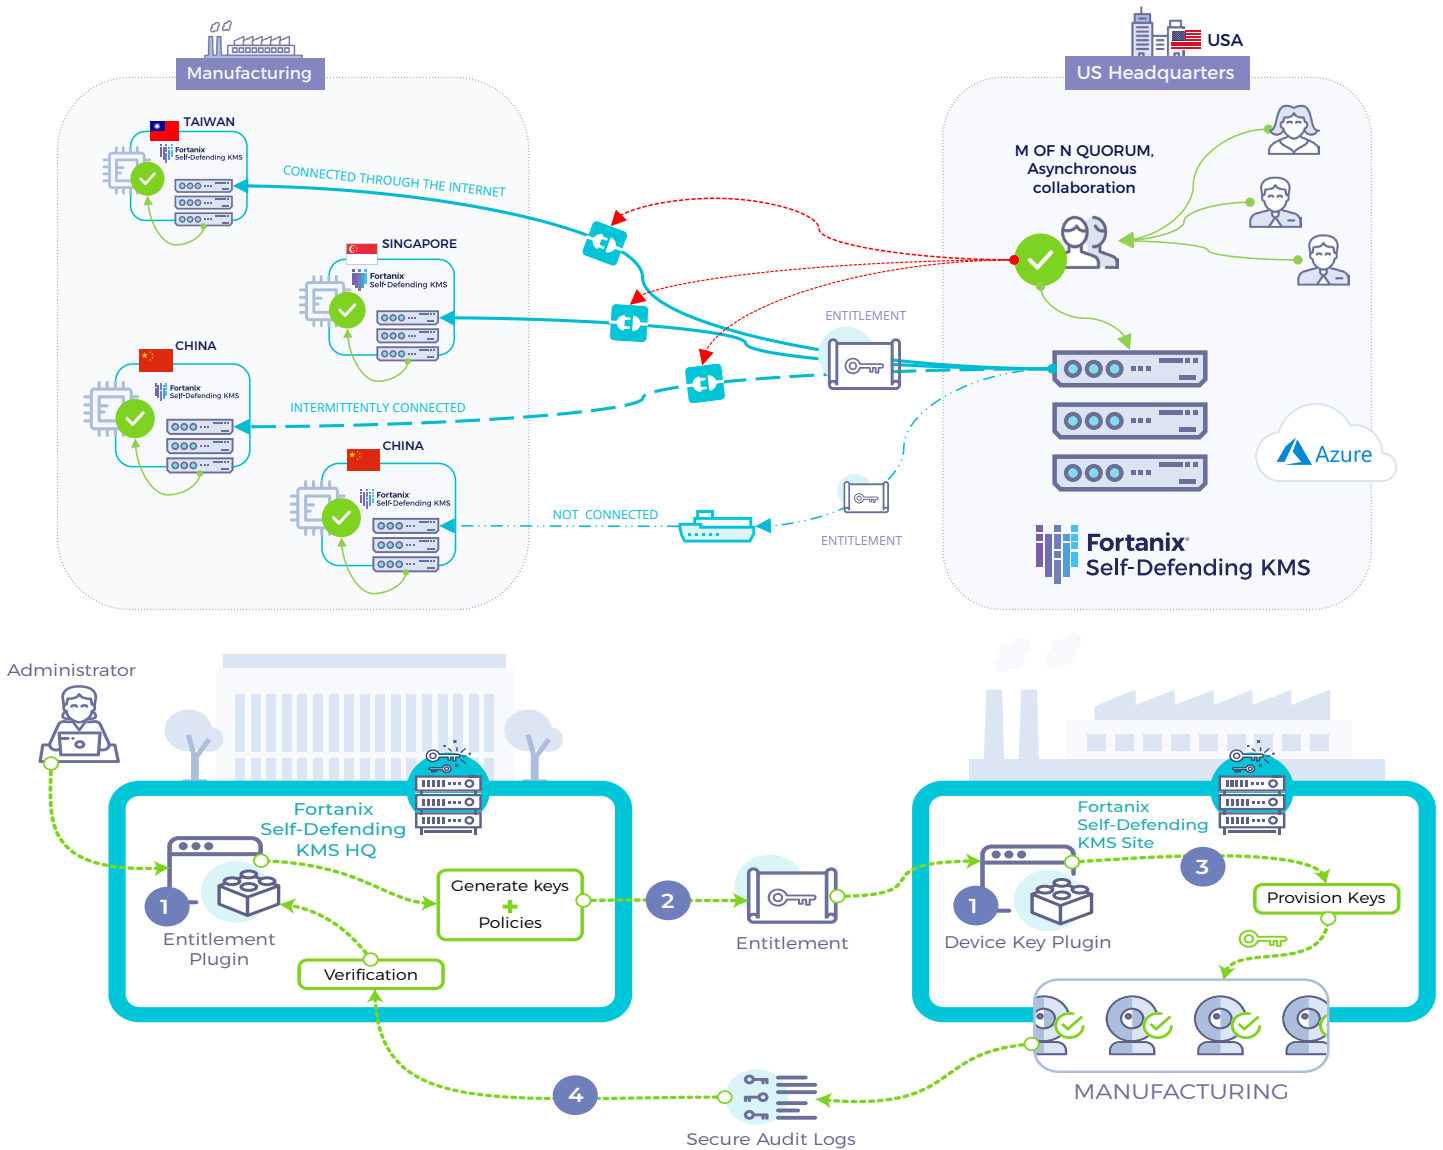 Manufacturing
USA
US Headquarters
TAIWAN
Fortanix
Self-Defending KMS
CONNECTED THROUGH THE INTERNET
M OF N QUORUM,
Asynchronous
collaboration
SINGAPORE
Fortanix
Self-Defending KMS
ENTITLEMENT
CHINA
Fortanix
Self-Defending KMS
INTERMITTENTLY CONNECTED
CHINA
Fortanix
Self-Defending KMS
NOT CONNECTED
ENTITLEMENT
Azure
Fortanix®
Self-Defending KMS
Administrator
Fortanix
Self-Defending
KMS HQ
1
Entitlement
Plugin
Generate keys
+
Policies
Verification
2
Entitlement
Fortanix
Self-Defending
KMS Site
1
Device Key Plugin
3
Provision Keys
MANUFACTURING
4
Secure Audit Logs